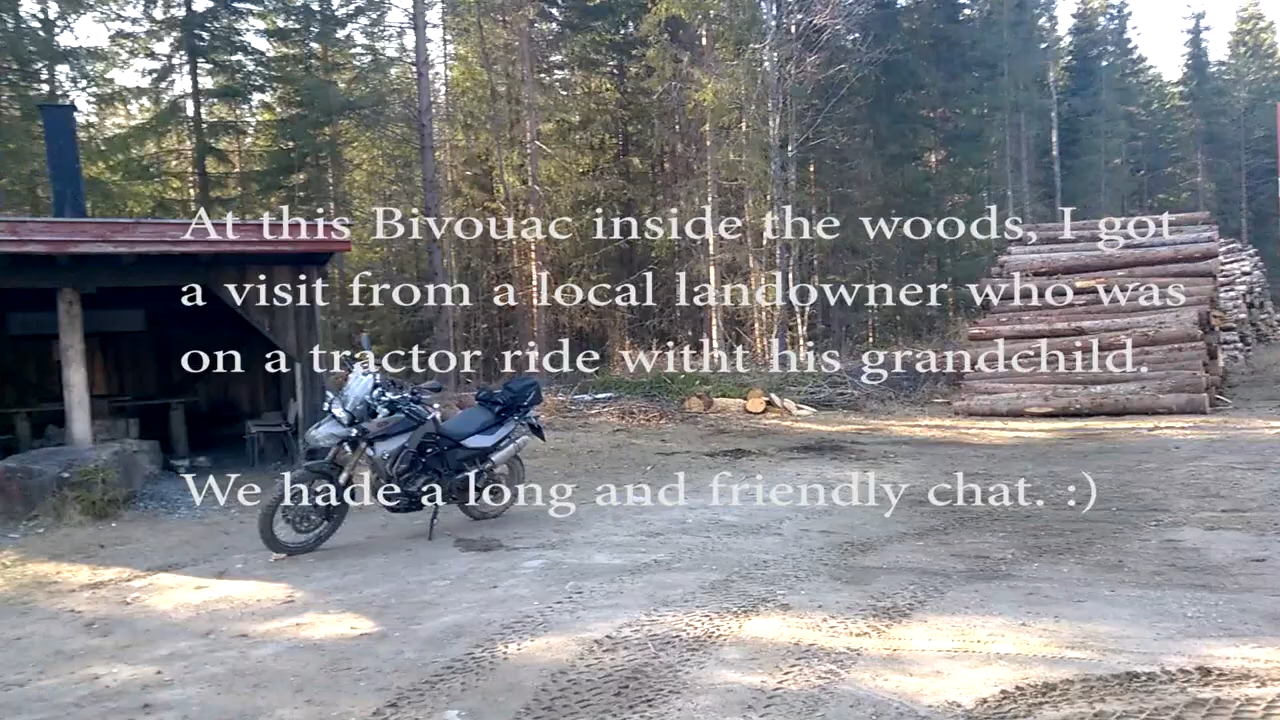 At this Bivouac inside the woods, I got
a visit from a local landowner who was
on a tractor ride witht his grandchild.
We hade a long and friendly chat. :)